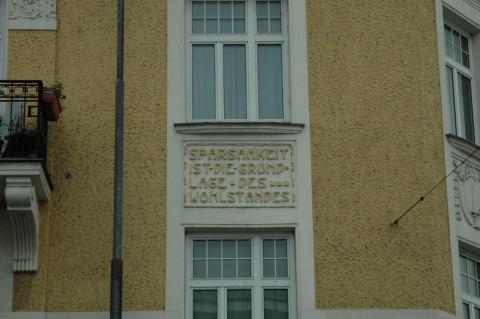 SPARSAMKEIT
IST·DIE·GRUND-
LAGE·DES
WOHLSTANDES